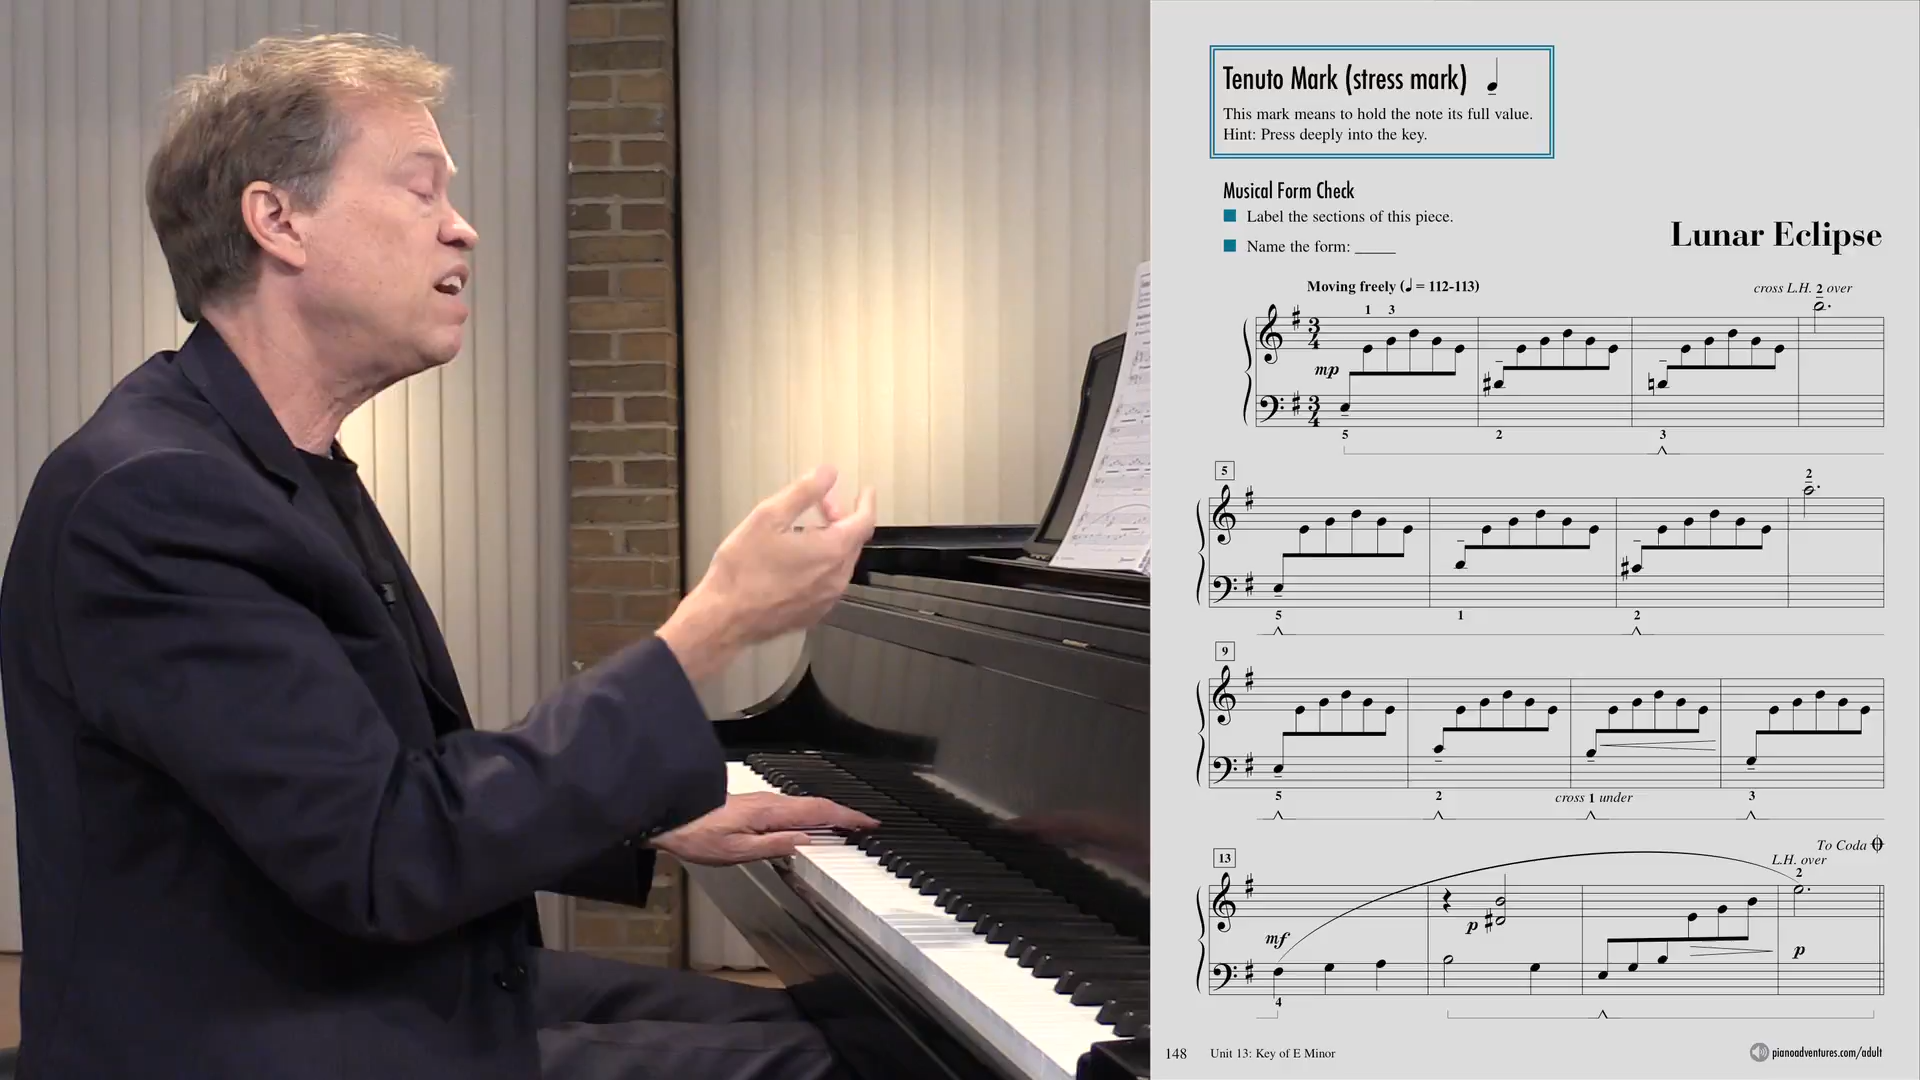 Tenuto Mark (stress mark)
This mark means to hold the note its full value.
Hint: Press deeply into the key.
Musical Form Check
Label the sections of this piece.
Name the form: _____
Lunar Eclipse
Moving freely (♩ = 112-113)
cross L.H. 2 over
1 3
3 4
mp
3 4
5 2 3
5
2
5 1 2
9
5 2 cross 1 under 3
To Coda
L.H. over
13
2
p
mf
p
4
148 Unit 13: Key of E Minor pianoadventures.com/adult